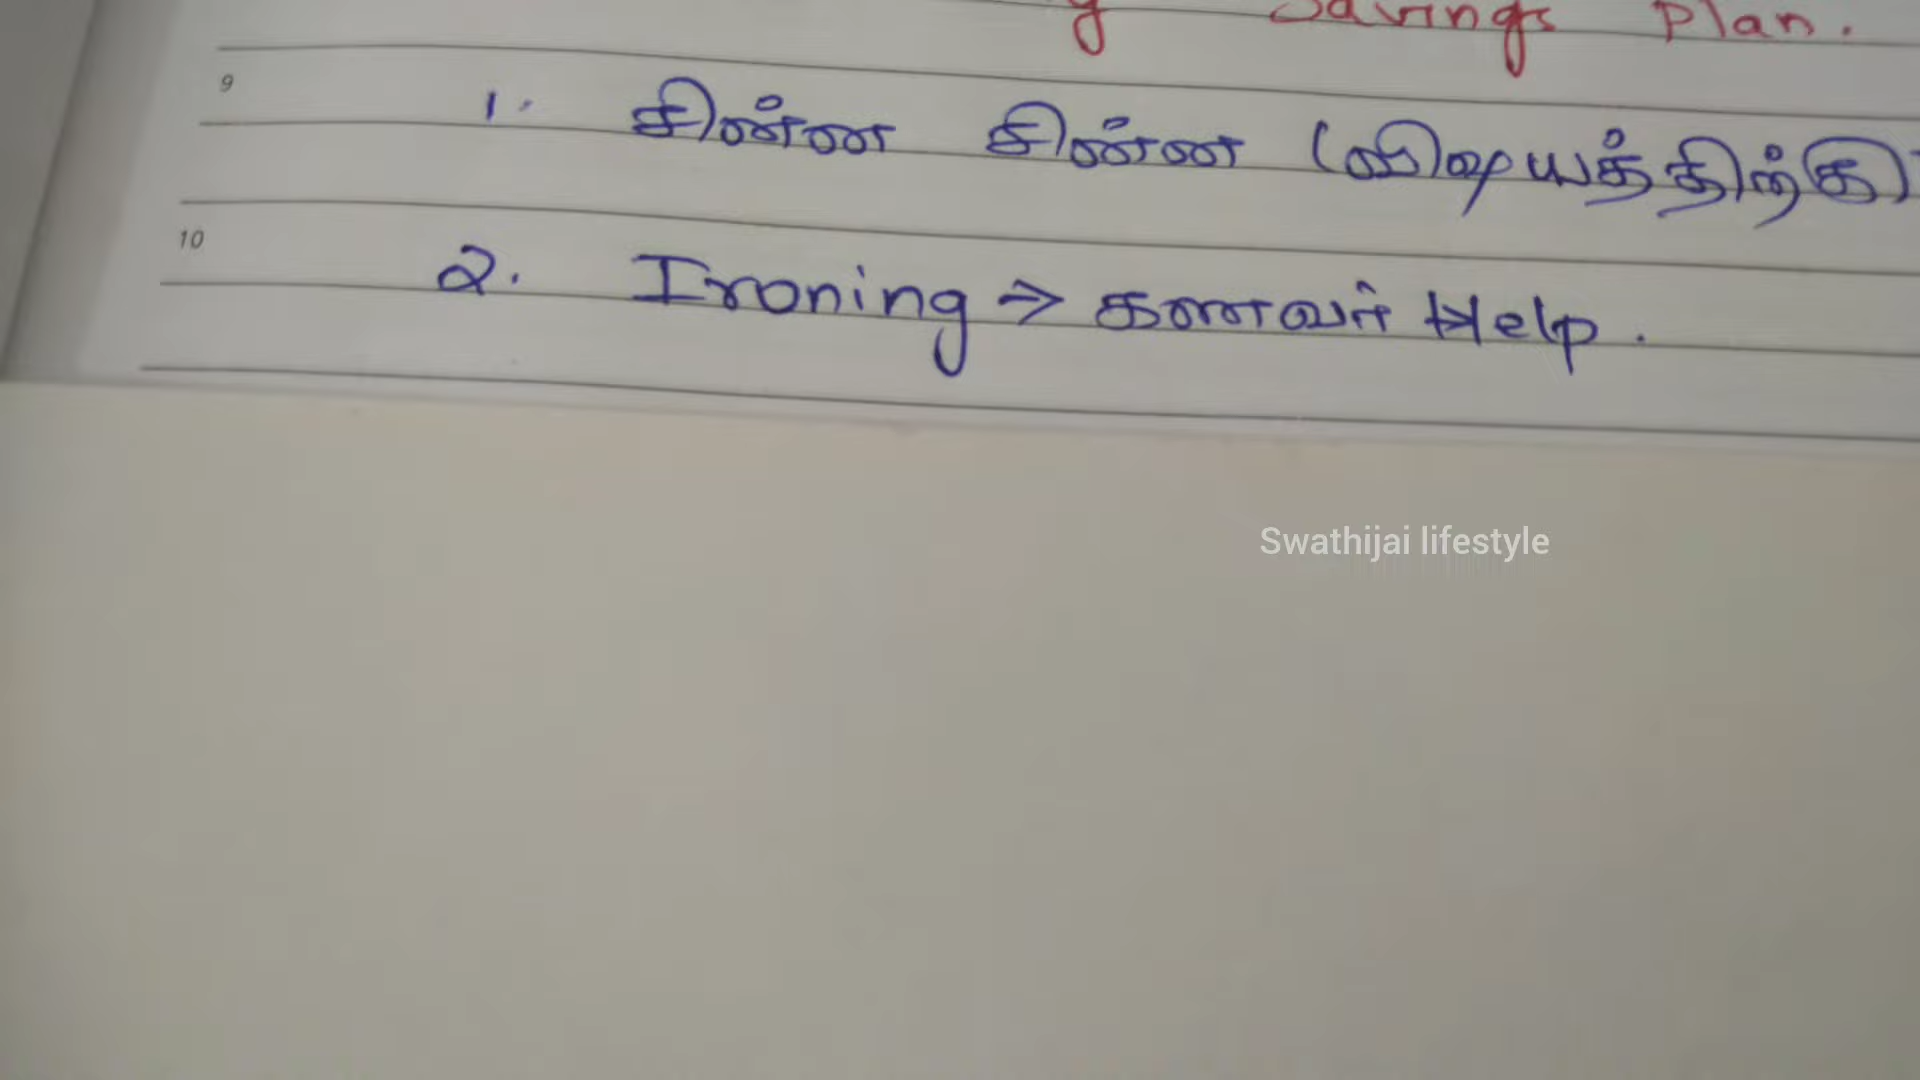 Savings Plan.
9
1. சின்ன சின்ன (விஷயத்திற்கு)
10
2. Ironing ⇒ கணவர் Help.
Swathijai lifestyle